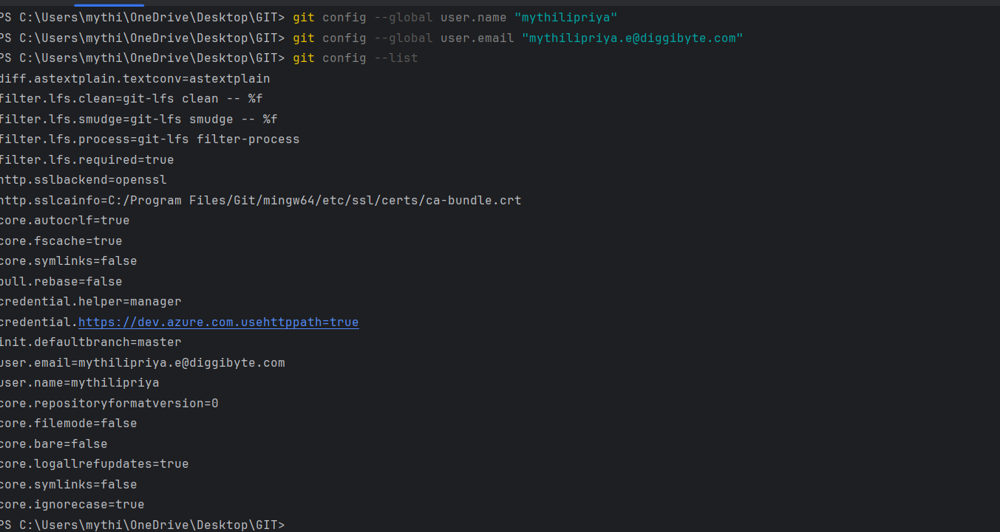 PS C:\Users\mythi\OneDrive\Desktop\GIT> git config --global user.name "mythilipriya"
PS C:\Users\mythi\OneDrive\Desktop\GIT> git config --global user.email "mythilipriya.e@diggibyte.com"
PS C:\Users\mythi\OneDrive\Desktop\GIT> git config --list
diff.astextplain.textconv=astextplain
filter.lfs.clean=git-lfs clean -- %f
filter.lfs.smudge=git-lfs smudge -- %f
filter.lfs.process=git-lfs filter-process
filter.lfs.required=true
http.sslbackend=openssl
http.sslcainfo=C:/Program Files/Git/mingw64/etc/ssl/certs/ca-bundle.crt
core.autocrlf=true
core.fscache=true
core.symlinks=false
pull.rebase=false
credential.helper=manager
credential.https://dev.azure.com.usehttppath=true
init.defaultbranch=master
user.email=mythilipriya.e@diggibyte.com
user.name=mythilipriya
core.repositoryformatversion=0
core.filemode=false
core.bare=false
core.logallrefupdates=true
core.symlinks=false
core.ignorecase=true
PS C:\Users\mythi\OneDrive\Desktop\GIT>